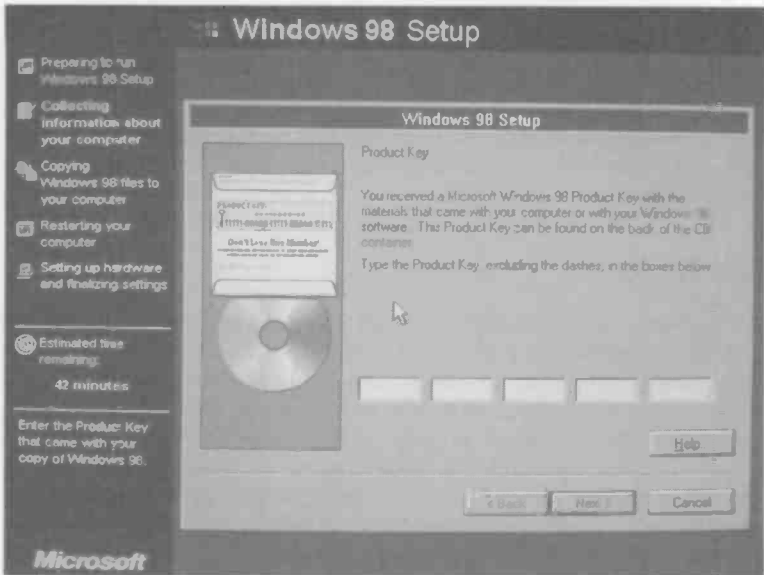 Windows 98 Setup
Preparing to run
Windows 98 Setup
Collecting
information about
your computer
Copying
Windows 98 files to
your computer
Restarting your
computer
Setting up hardware
and finalizing settings
Estimated time
remaining:
42 minutes
Enter the Product Key
that came with your
copy of Windows 98.
Microsoft
Windows 98 Setup
Product Key
You received a Microsoft Windows 98 Product Key with the
materials that came with your computer or with your Windows 98
software. This Product Key can be found on the back of the CD
container.
Type the Product Key, excluding the dashes, in the boxes below
PRODUCT KEY:
Don't Lose This Number!
Help
< Back
Next >
Cancel